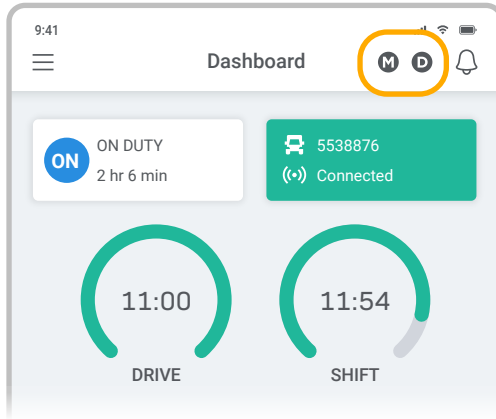 9:41
Dashboard
M D
ON
ON DUTY
2 hr 6 min
5538876
Connected
11:00
DRIVE
11:54
SHIFT